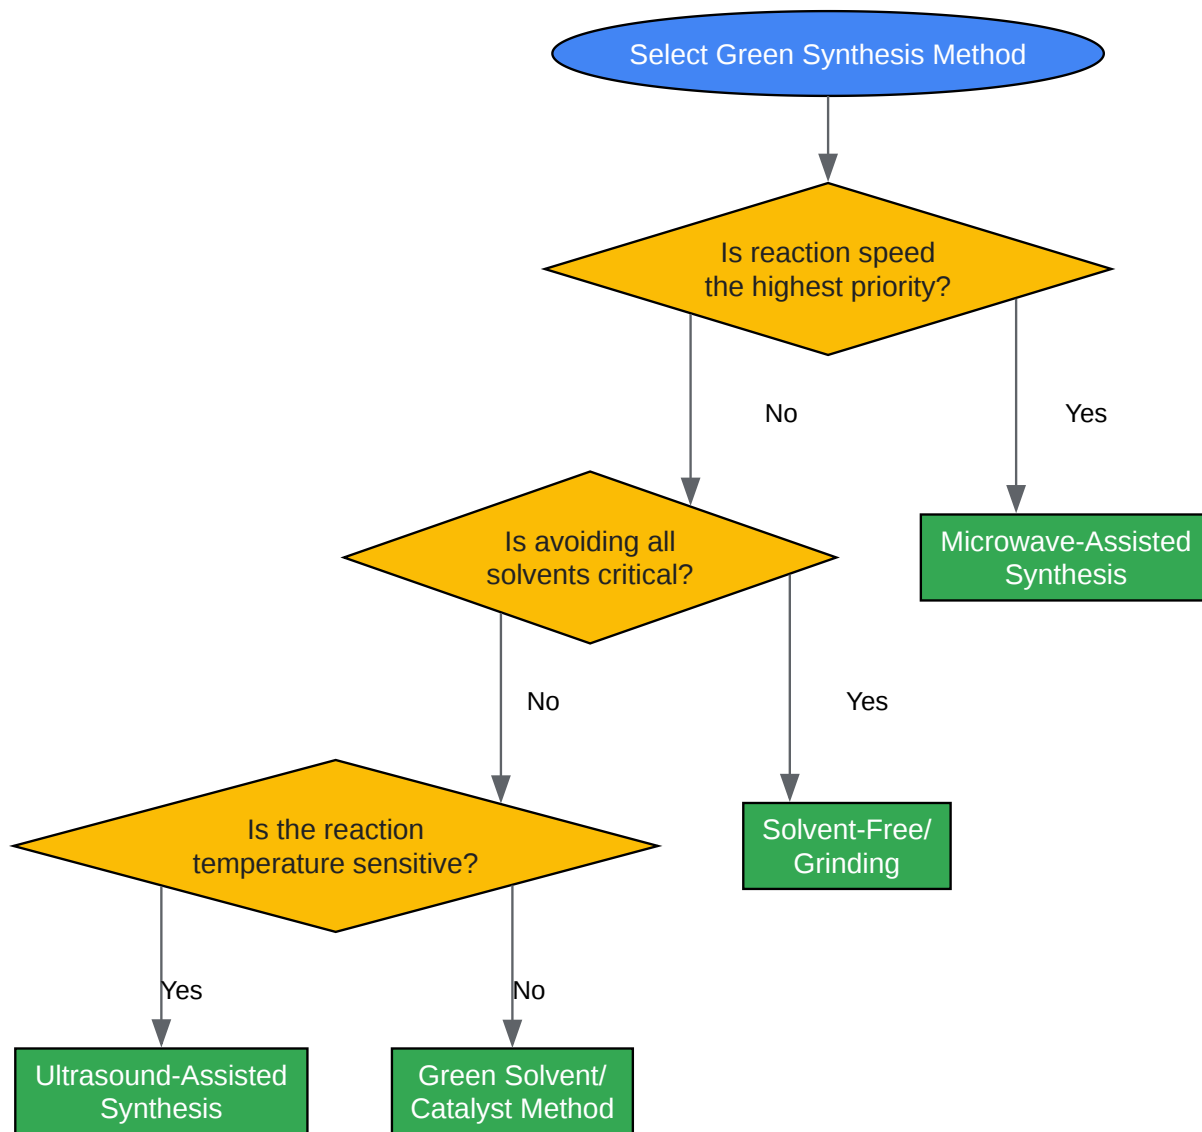 Select Green Synthesis Method
Is reaction speed
the highest priority?
No
Yes
Is avoiding all
solvents critical?
Microwave-Assisted
Synthesis
No
Yes
Is the reaction
temperature sensitive?
Solvent-Free/
Grinding
Yes
No
Ultrasound-Assisted
Synthesis
Green Solvent/
Catalyst Method